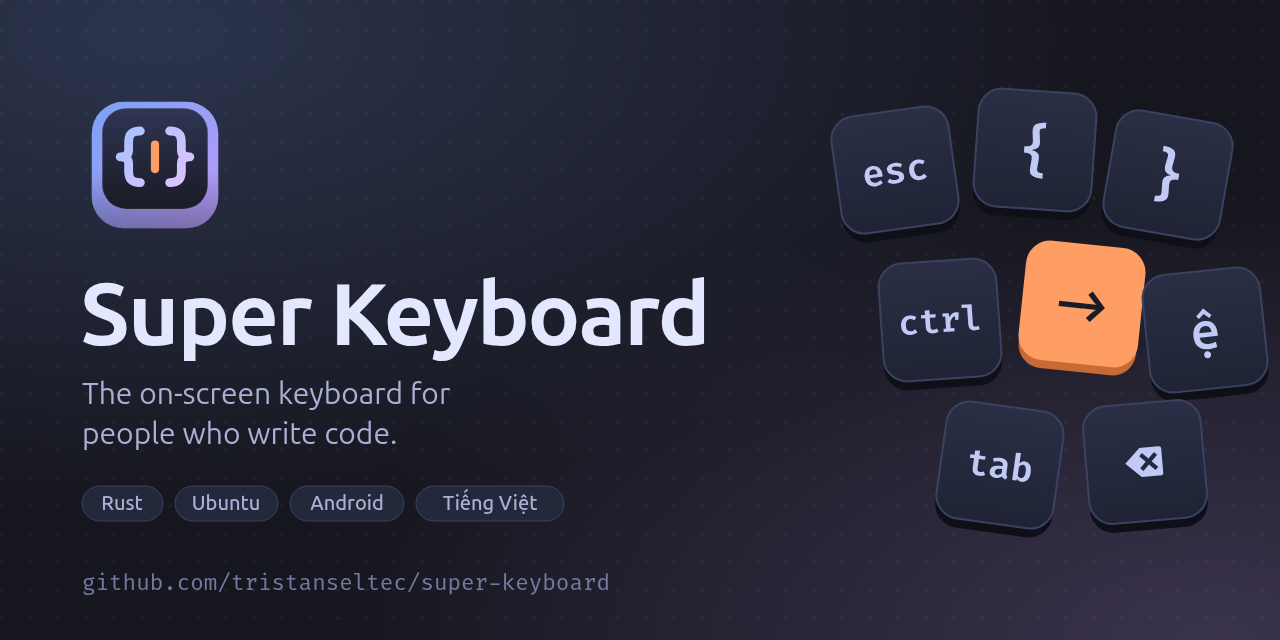 { }
esc { }
Super Keyboard
ctrl → ệ
The on-screen keyboard for
people who write code.
tab
Rust Ubuntu Android Tiếng Việt
github.com/tristanseltec/super-keyboard